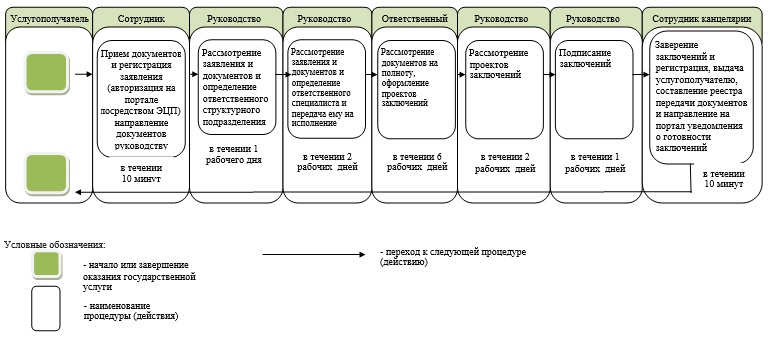 Услугополучатель
Сотрудник
Руководство
Руководство
Ответственный
Руководство
Руководство
Сотрудник канцелярии
Прием документов
и регистрация
заявления
(авторизация на
портале
посредством ЭЦП)
направление
документов
руководству
в течении
10 минут
Рассмотрение
заявления и
документов и
определение
ответственного
структурного
подразделения
в течении 1
рабочего дня
Рассмотрение
заявления и
документов и
определение
ответственного
специалиста и
передача ему на
исполнение
в течении 2
рабочих дней
Рассмотрение
документов на
полноту,
оформление
проектов
заключений
в течении 6
рабочих дней
Рассмотрение
проектов
заключений
в течении 2
рабочих дней
Подписание
заключений
в течении 1
рабочих дней
Заверение
заключений и
регистрация, выдача
услугополучателю,
составление реестра
передачи документов
и направление на
портал уведомления
о готовности
заключений
в течении
10 минут
Условные обозначения:
- начало или завершение
оказания государственной
услуги
- наименование
процедуры (действия)
- переход к следующей процедуре
(действию)